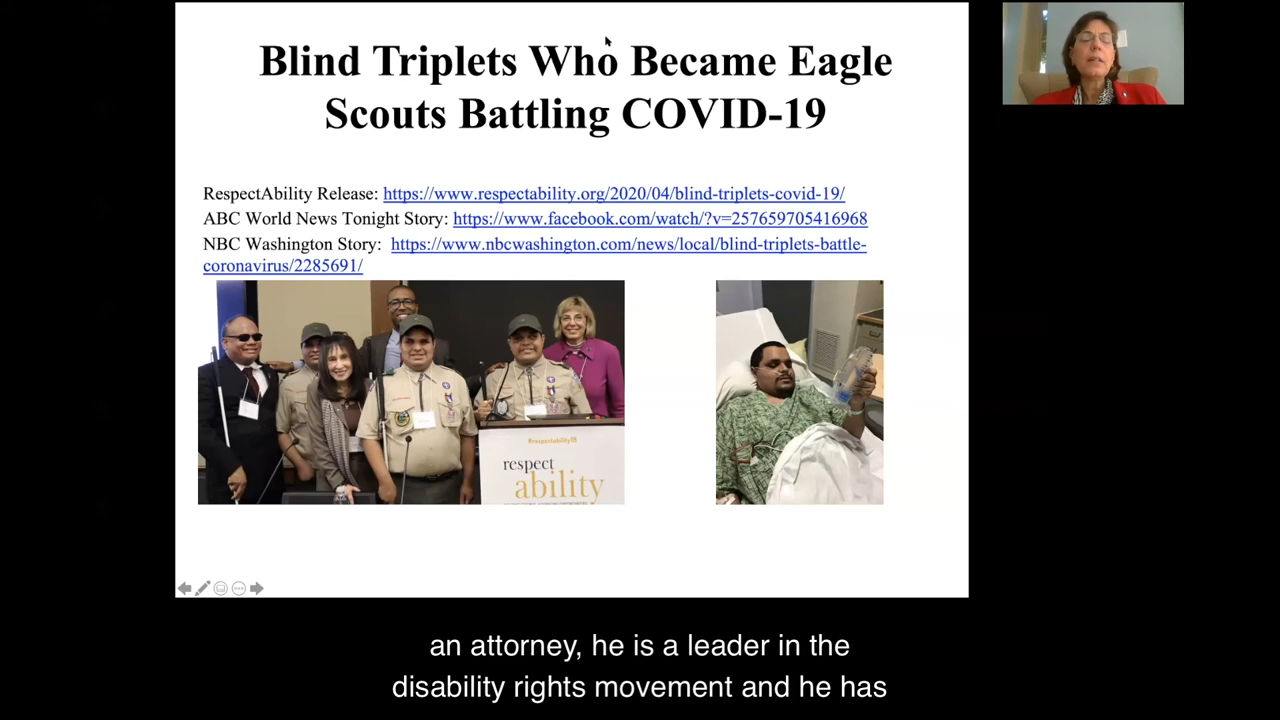 Blind Triplets Who Became Eagle
Scouts Battling COVID-19
RespectAbility Release: https://www.respectability.org/2020/04/blind-triplets-covid-19/
ABC World News Tonight Story: https://www.facebook.com/watch/?v=257659705416968
NBC Washington Story: https://www.nbcwashington.com/news/local/blind-triplets-battle-
coronavirus/2285691/
#respectability18
respect
ability
an attorney, he is a leader in the
disability rights movement and he has